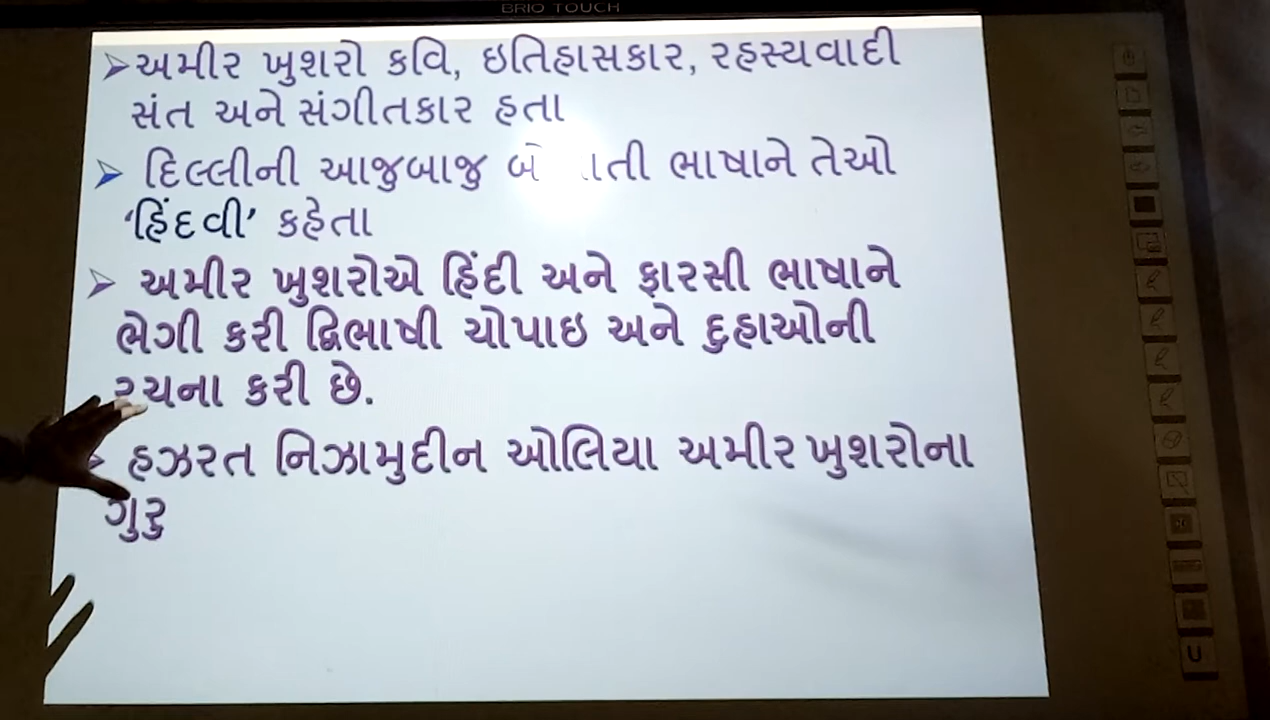 BRIO TOUCH
અમીર ખુશરો કવિ, ઇતિહાસકાર, રહસ્યવાદી
સંત અને સંગીતકાર હતા
દિલ્લીની આજુબાજુ ભાષાને તેઓ
‘હિંદવી’ કહેતા
અમીર ખુશરોએ હિંદી અને ફારસી ભાષાને
ભેગી કરી દ્વિભાષી ચોપાઇ અને દુહાઓની
રચના કરી છે.
હઝરત નિઝામુદીન ઓલિયા અમીર ખુશરોના
ગુરુ